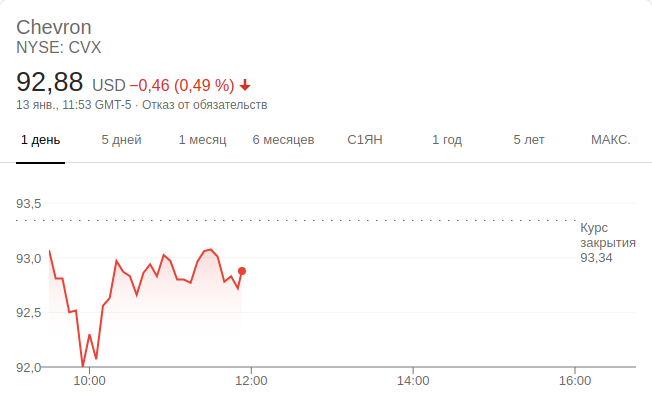 Chevron
NYSE: CVX
92,88 USD −0,46 (0,49 %)
13 янв., 11:53 GMT-5 · Отказ от обязательств
1 день 5 дней 1 месяц 6 месяцев С1ЯН 1 год 5 лет МАКС.
93,5
Курс
закрытия
93,0
93,34
92,5
92,0
10:00 12:00 14:00 16:00